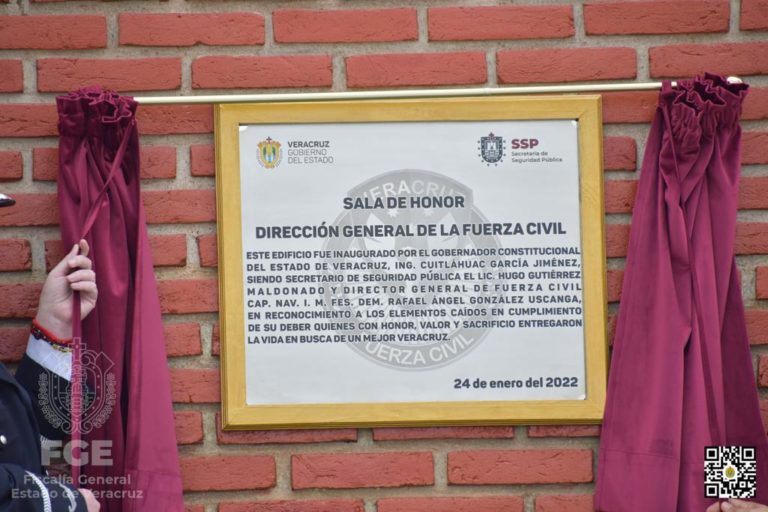 VERACRUZ
GOBIERNO
DEL ESTADO
SSP
Secretaría de
Seguridad Pública
VERACRUZ
SALA DE HONOR
DIRECCIÓN GENERAL DE LA FUERZA CIVIL
ESTE EDIFICIO FUE INAUGURADO POR EL GOBERNADOR CONSTITUCIONAL
DEL ESTADO DE VERACRUZ, ING. CUITLÁHUAC GARCÍA JIMÉNEZ,
SIENDO SECRETARIO DE SEGURIDAD PÚBLICA EL LIC. HUGO GUTIÉRREZ
MALDONADO Y DIRECTOR GENERAL DE FUERZA CIVIL
CAP. NAV. I. M. FES. DEM. RAFAEL ÁNGEL GONZÁLEZ USCANGA,
EN RECONOCIMIENTO A LOS ELEMENTOS CAÍDOS EN CUMPLIMIENTO
DE SU DEBER QUIENES CON HONOR, VALOR Y SACRIFICIO ENTREGARON
LA VIDA EN BUSCA DE UN MEJOR VERACRUZ.
FUERZA CIVIL
24 de enero del 2022
FGE
Fiscalía General
Estado de Veracruz